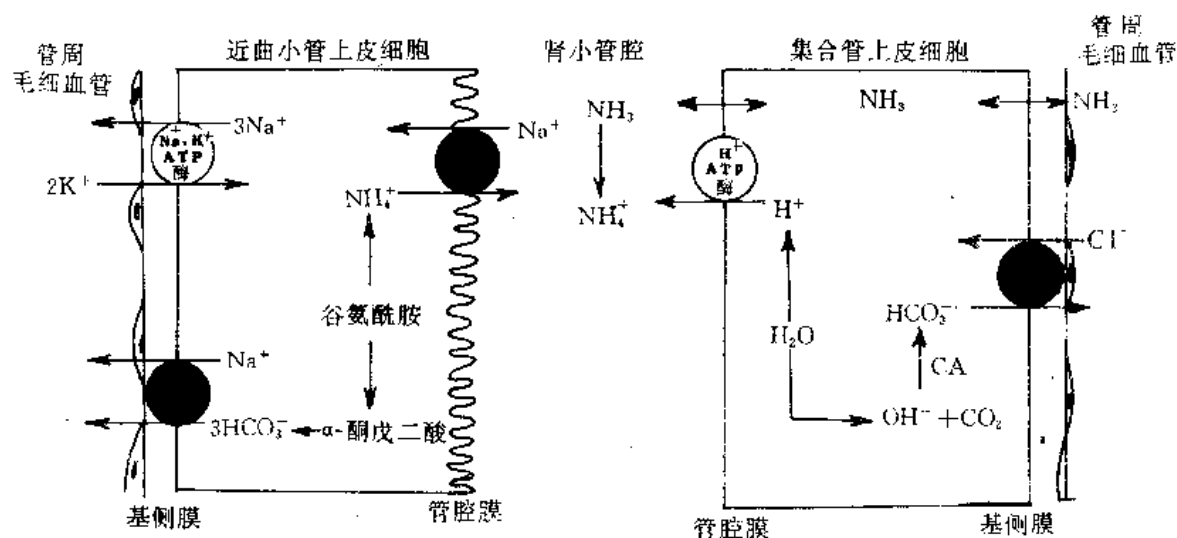 管周
毛细血管
近曲小管上皮细胞
肾小管腔
集合管上皮细胞
管周
毛细血管
3Na⁺
Na⁺, K⁺
ATP
酶
2K⁺
Na⁺
NH₄⁺
谷氨酰胺
Na⁺
3HCO₃⁻
α-酮戊二酸
基侧膜
管腔膜
NH₃
NH₄⁺
NH₃
NH₃
H⁺
ATP
酶
H⁺
Cl⁻
HCO₃⁻
H₂O
CA
OH⁻+CO₂
管腔膜
基侧膜